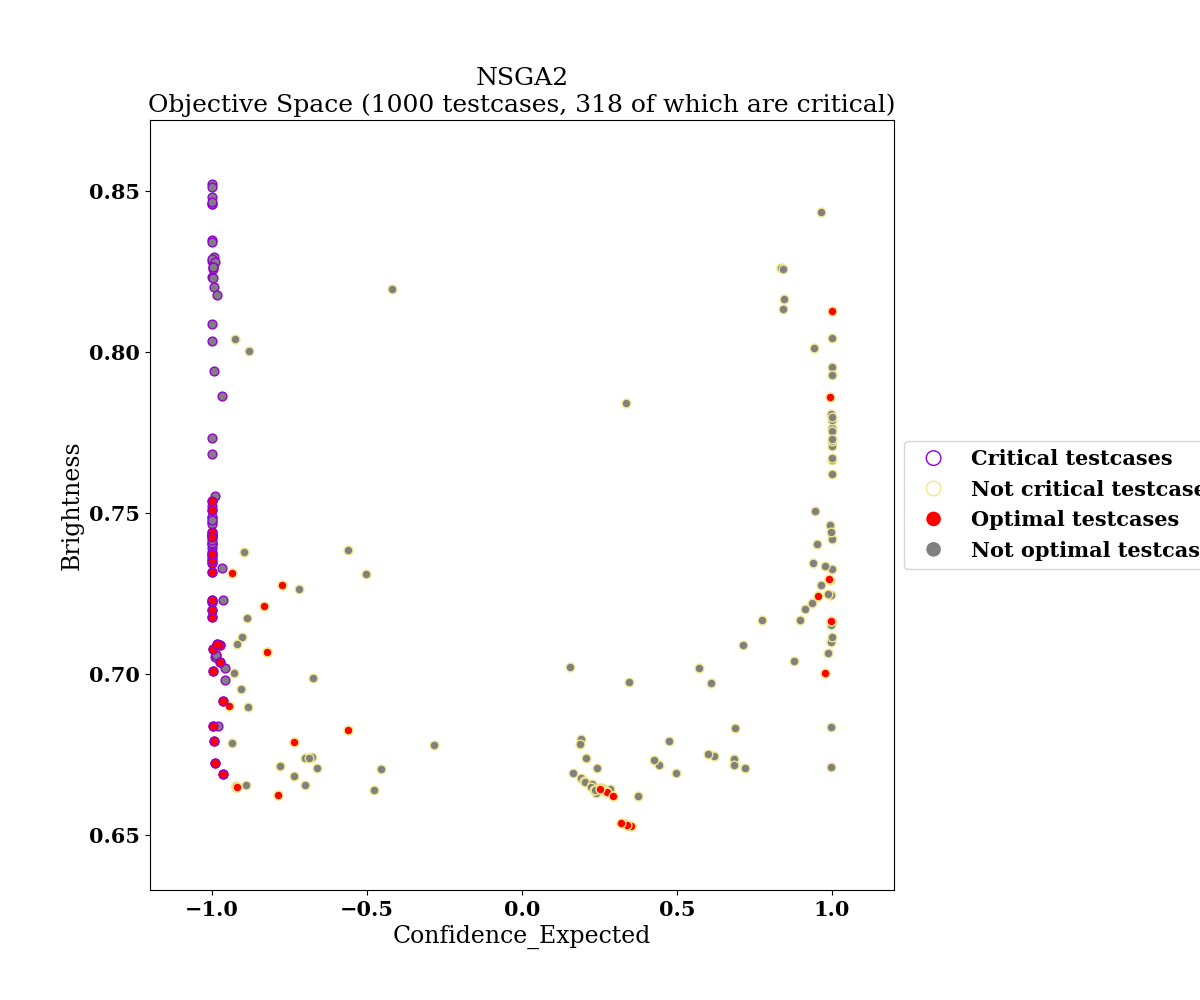 NSGA2
Objective Space (1000 testcases, 318 of which are critical)
0.85
0.80
0.75
0.70
0.65
Brightness
−1.0
−0.5
0.0
0.5
1.0
Confidence_Expected
Critical testcases
Not critical testcase
Optimal testcases
Not optimal testcas